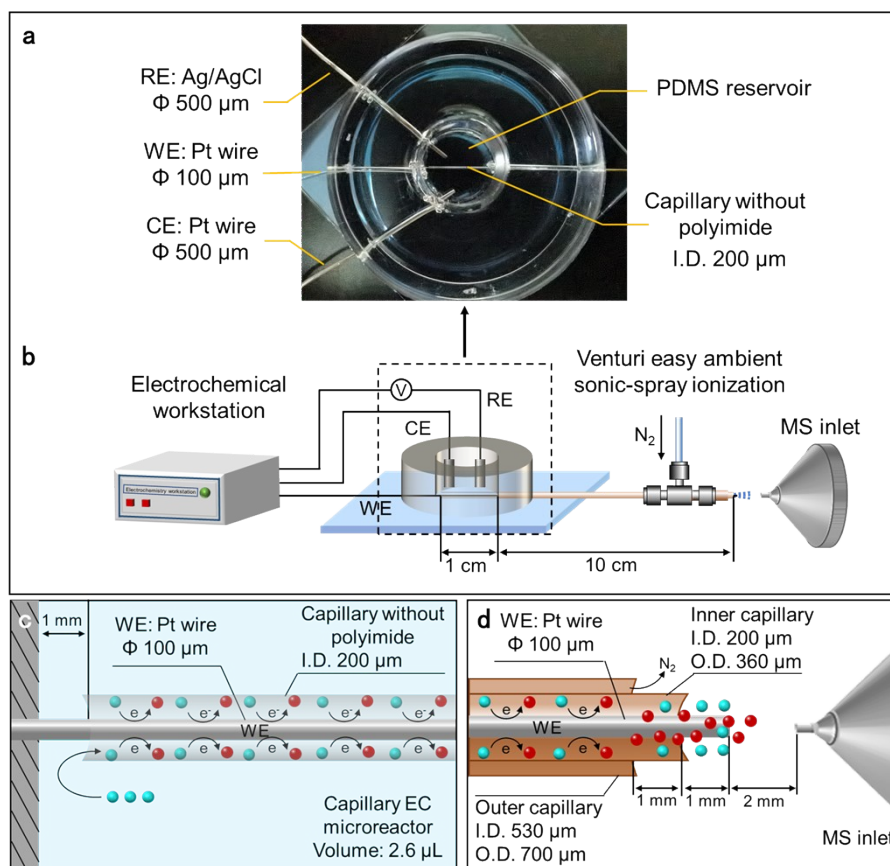 a
RE: Ag/AgCl
Φ 500 µm
WE: Pt wire
Φ 100 µm
CE: Pt wire
Φ 500 µm
PDMS reservoir
Capillary without
polyimide
I.D. 200 µm
b
Electrochemical
workstation
Electrochemistry workstation
V
RE
CE
WE
Venturi easy ambient
sonic-spray ionization
N2
MS inlet
1 cm
10 cm
c
1 mm
WE: Pt wire
Φ 100 µm
Capillary without
polyimide
I.D. 200 µm
e⁻ e⁻ e⁻ e⁻ e⁻
WE
e e e e e
Capillary EC
microreactor
Volume: 2.6 µL
d
WE: Pt wire
Φ 100 µm
Inner capillary
I.D. 200 µm
O.D. 360 µm
N2
e e
WE
e e
1 mm
1 mm
2 mm
Outer capillary
I.D. 530 µm
O.D. 700 µm
MS inlet